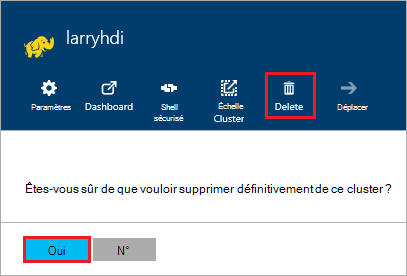 larryhdi
Paramètres
Dashboard
Shell
sécurisé
Échelle
Cluster
Delete
Déplacer
Êtes-vous sûr de que vouloir supprimer définitivement de ce cluster ?
Oui
N°